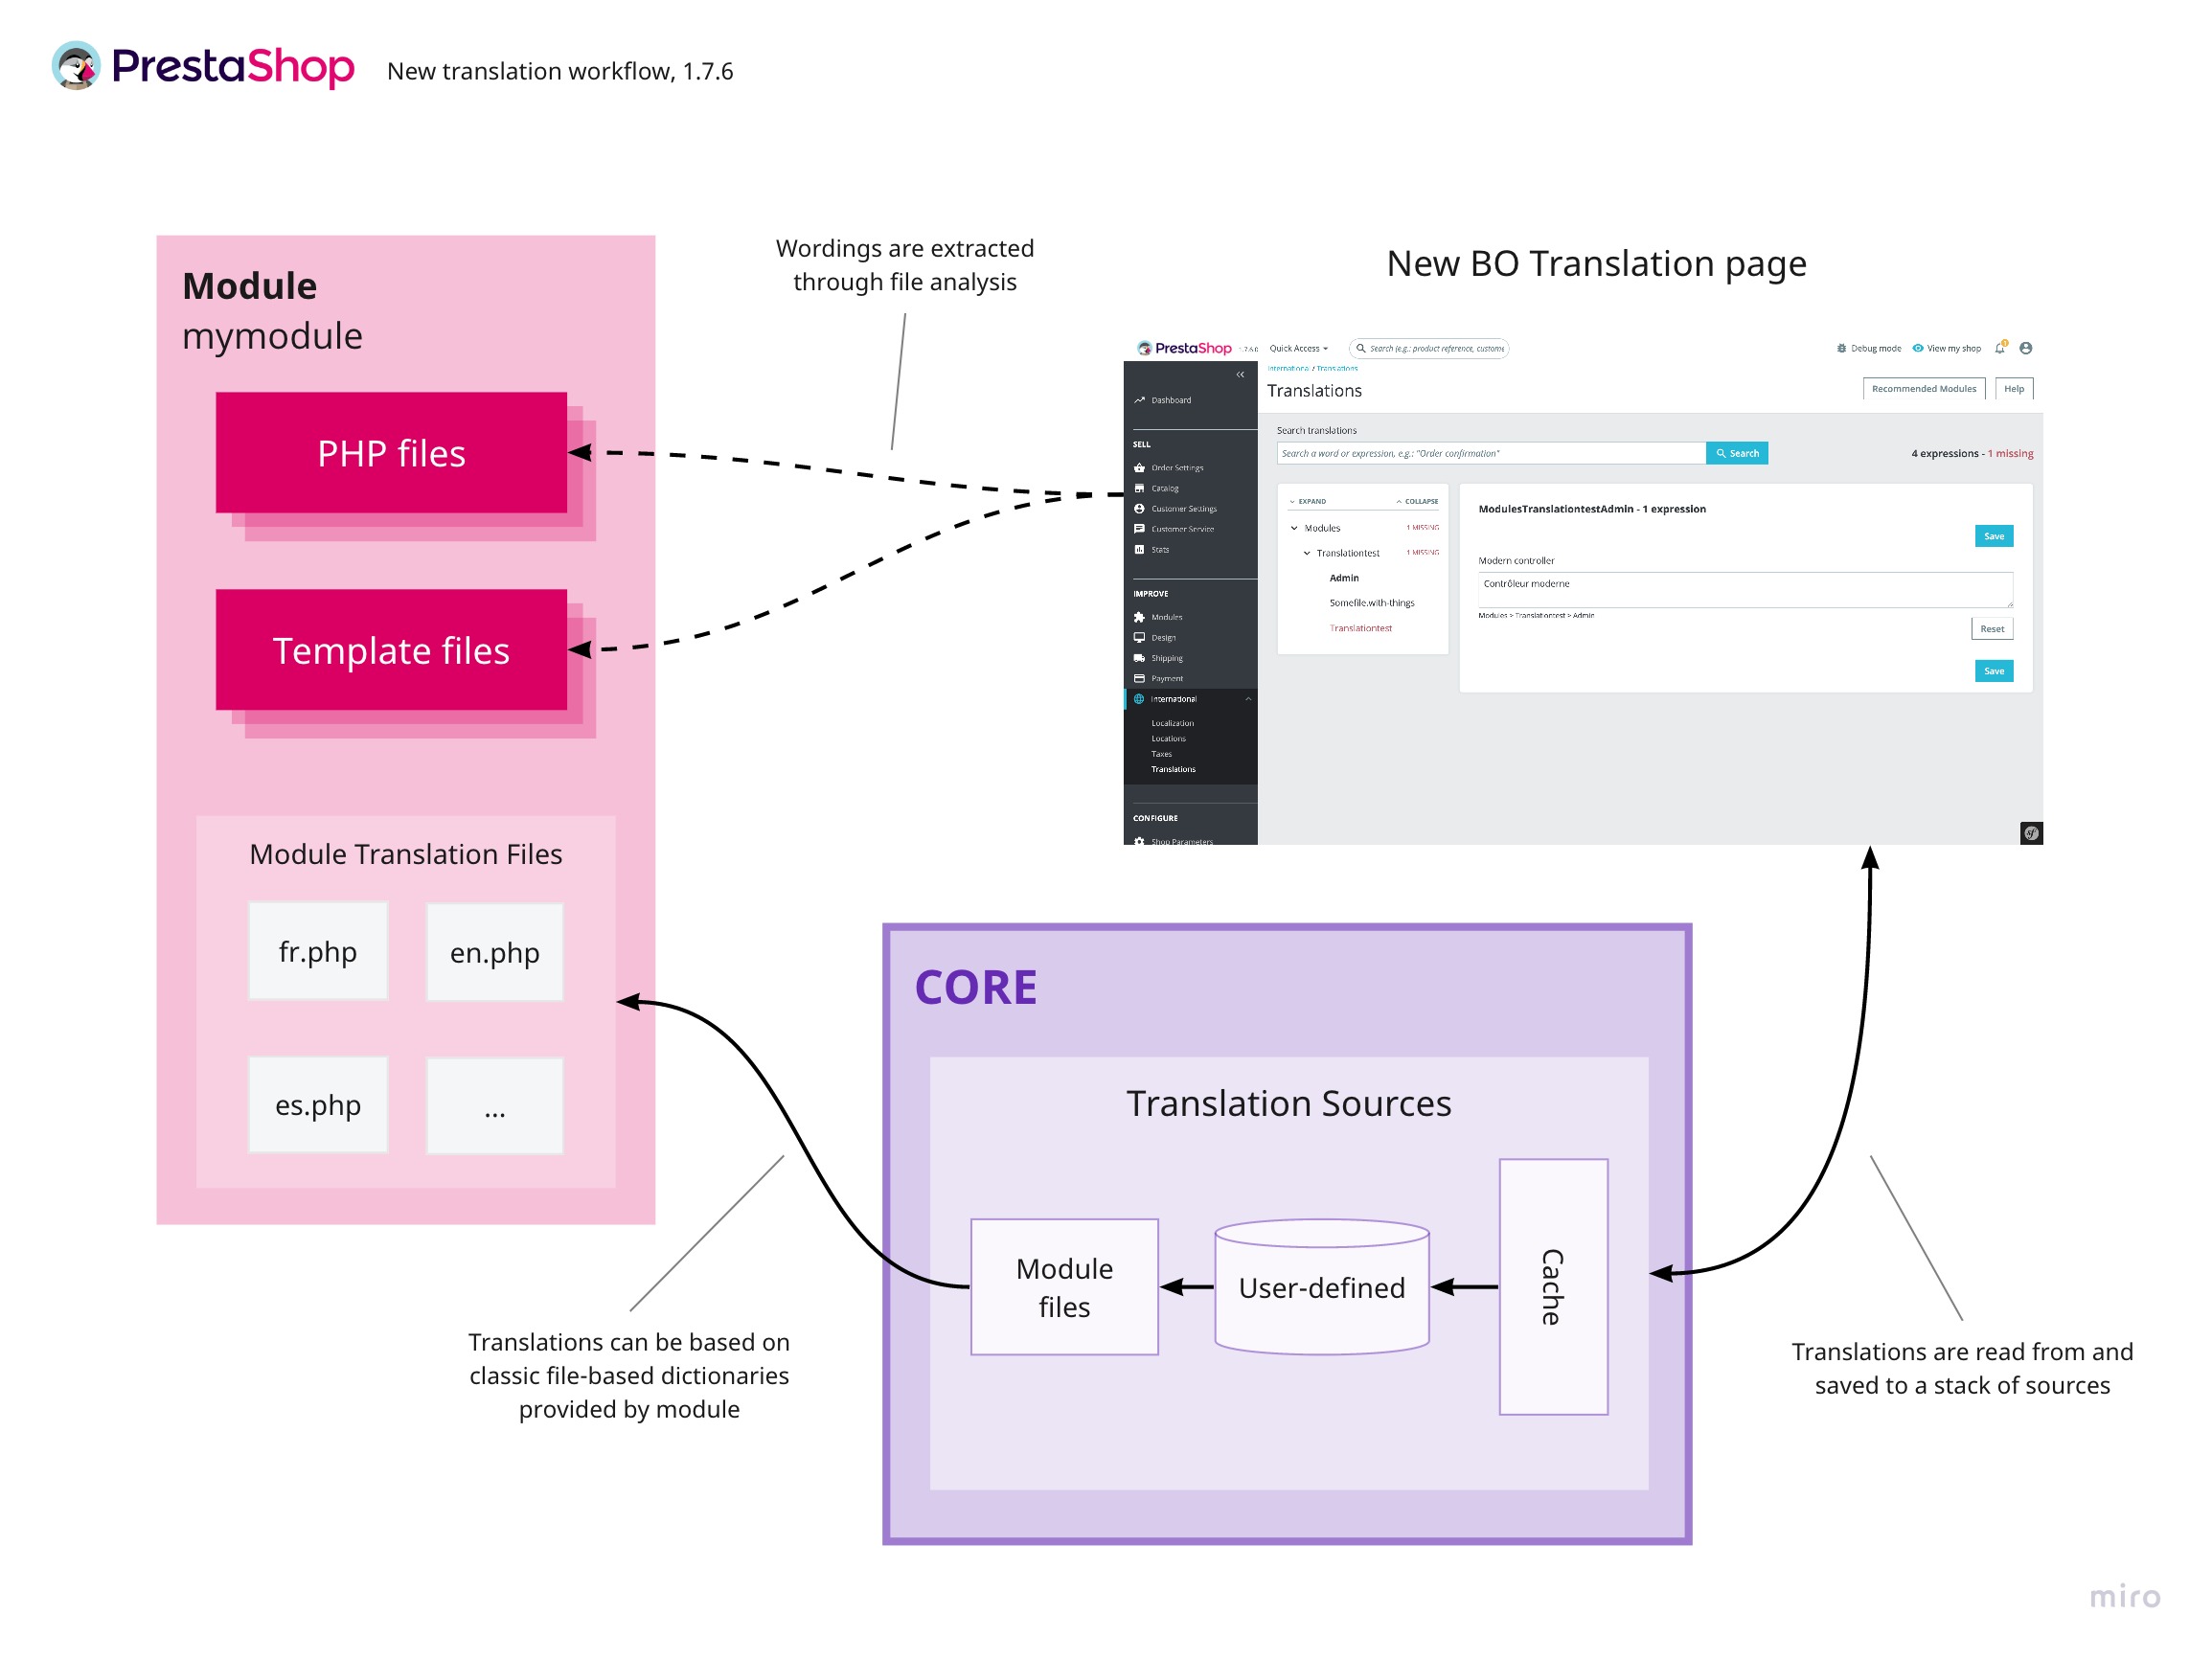 PrestaShop
New translation workflow, 1.7.6
Module
mymodule
PHP files
Template files
Module Translation Files
fr.php
en.php
es.php
...
Wordings are extracted
through file analysis
New BO Translation page
PrestaShop 1.7.6.0
Quick Access
Search (e.g.: product reference, custome
Debug mode
View my shop
1
International / Translations
Translations
Recommended Modules
Help
Dashboard
SELL
Order Settings
Catalog
Customer Settings
Customer Service
Stats
IMPROVE
Modules
Design
Shipping
Payment
International
Localization
Locations
Taxes
Translations
CONFIGURE
Shop Parameters
Search translations
Search a word or expression, e.g.: "Order confirmation"
Search
4 expressions - 1 missing
EXPAND
COLLAPSE
Modules 1 MISSING
Translationtest 1 MISSING
Admin
Somefile.with-things
Translationtest
ModulesTranslationtestAdmin - 1 expression
Save
Modern controller
Contrôleur moderne
Modules > Translationtest > Admin
Reset
Save
sf
CORE
Translation Sources
Module
files
User-defined
Cache
Translations can be based on
classic file-based dictionaries
provided by module
Translations are read from and
saved to a stack of sources
miro